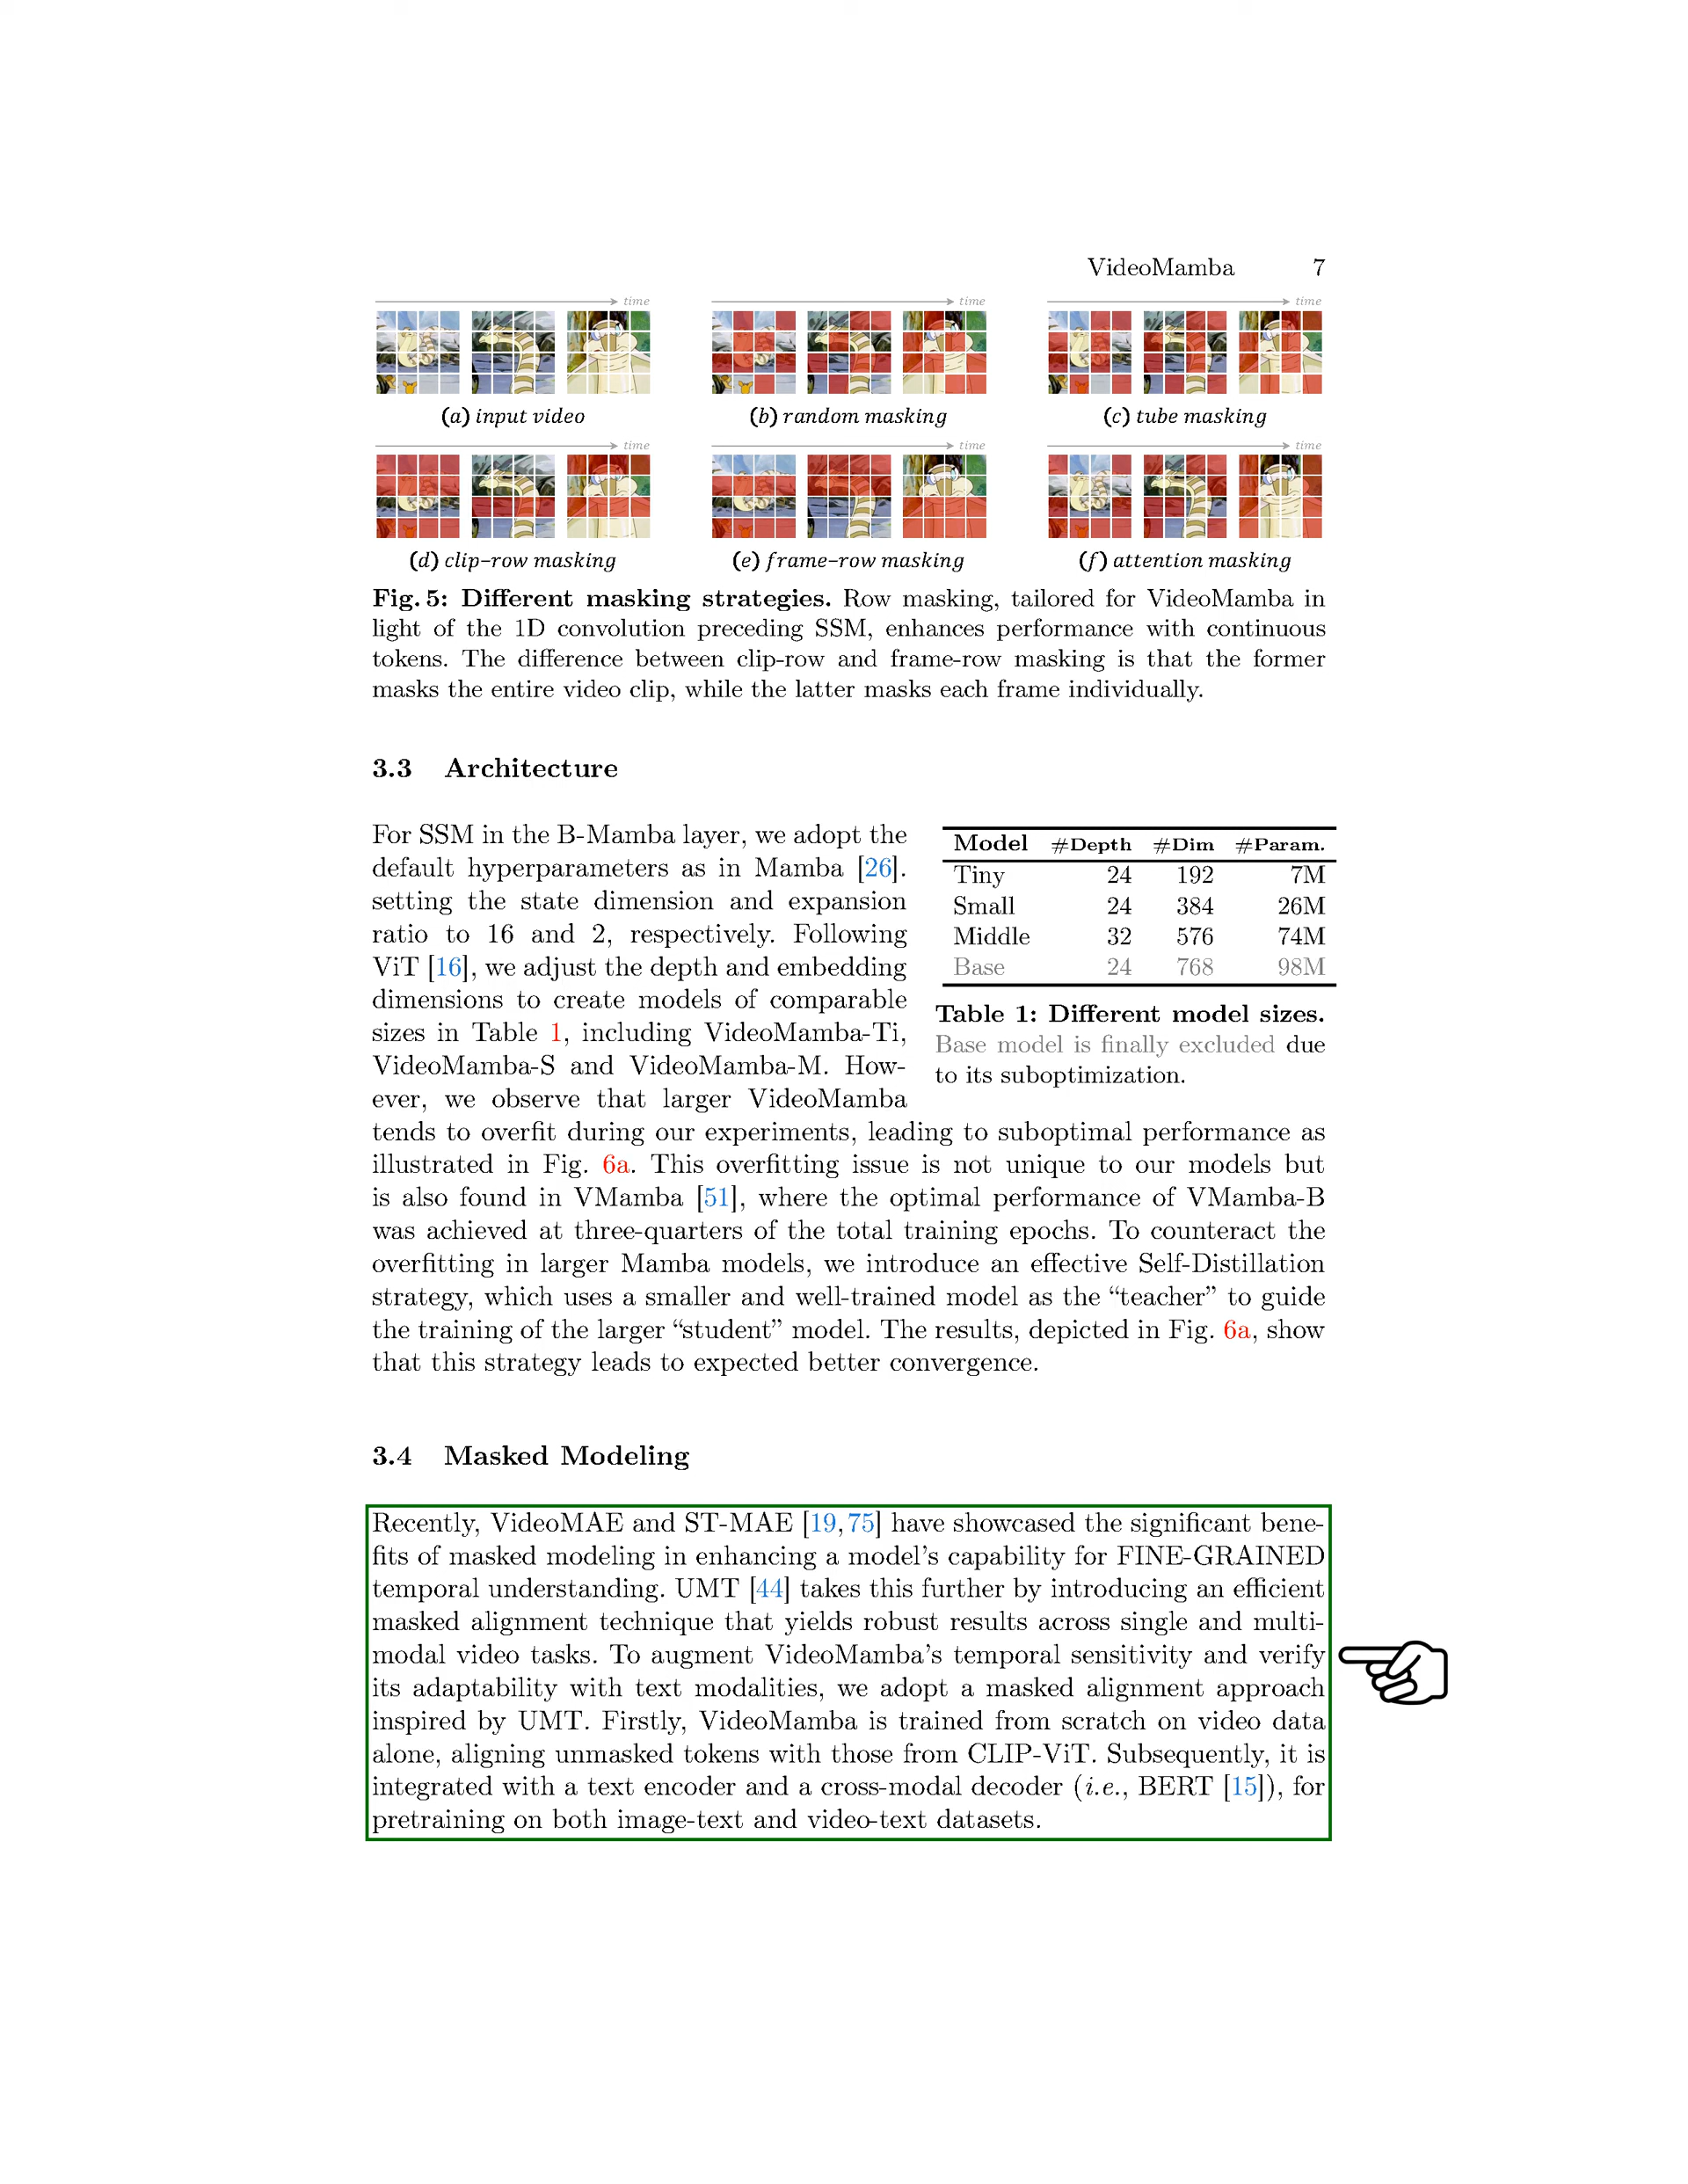 VideoMamba 7
time
time
time
(a) input video
(b) random masking
(c) tube masking
time
time
time
(d) clip–row masking
(e) frame–row masking
(f) attention masking
Fig. 5: Different masking strategies. Row masking, tailored for VideoMamba in
light of the 1D convolution preceding SSM, enhances performance with continuous
tokens. The difference between clip-row and frame-row masking is that the former
masks the entire video clip, while the latter masks each frame individually.
3.3 Architecture
For SSM in the B-Mamba layer, we adopt the
default hyperparameters as in Mamba [26].
setting the state dimension and expansion
ratio to 16 and 2, respectively. Following
ViT [16], we adjust the depth and embedding
dimensions to create models of comparable
sizes in Table 1, including VideoMamba-Ti,
VideoMamba-S and VideoMamba-M. How-
ever, we observe that larger VideoMamba
Model #Depth #Dim #Param.
Tiny 24 192 7M
Small 24 384 26M
Middle 32 576 74M
Base 24 768 98M
Table 1: Different model sizes.
Base model is finally excluded due
to its suboptimization.
tends to overfit during our experiments, leading to suboptimal performance as
illustrated in Fig. 6a. This overfitting issue is not unique to our models but
is also found in VMamba [51], where the optimal performance of VMamba-B
was achieved at three-quarters of the total training epochs. To counteract the
overfitting in larger Mamba models, we introduce an effective Self-Distillation
strategy, which uses a smaller and well-trained model as the “teacher” to guide
the training of the larger “student” model. The results, depicted in Fig. 6a, show
that this strategy leads to expected better convergence.
3.4 Masked Modeling
Recently, VideoMAE and ST-MAE [19,75] have showcased the significant bene-
fits of masked modeling in enhancing a model’s capability for FINE-GRAINED
temporal understanding. UMT [44] takes this further by introducing an efficient
masked alignment technique that yields robust results across single and multi-
modal video tasks. To augment VideoMamba’s temporal sensitivity and verify
its adaptability with text modalities, we adopt a masked alignment approach
inspired by UMT. Firstly, VideoMamba is trained from scratch on video data
alone, aligning unmasked tokens with those from CLIP-ViT. Subsequently, it is
integrated with a text encoder and a cross-modal decoder (i.e., BERT [15]), for
pretraining on both image-text and video-text datasets.